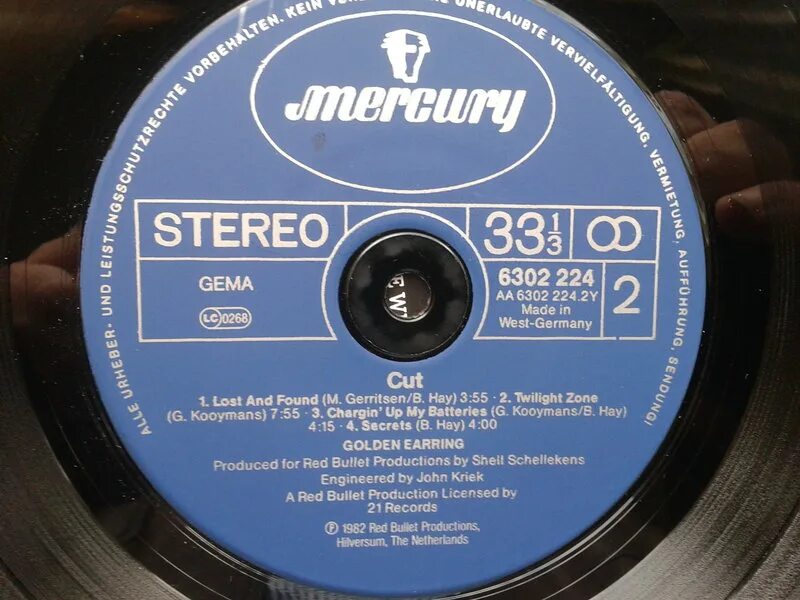 ALLE URHEBER- UND LEISTUNGSSCHUTZRECHTE VORBEHALTEN. KEIN UNERLAUBTE VERVIELFÄLTIGUNG, VERMIETUNG, AUFFÜHRUNG, SENDUNG!
mercury
STEREO
33 1/3
GEMA
LC 0268
6302 224
AA 6302 224.2Y
Made in
West-Germany
2
E W
Cut
1. Lost And Found (M. Gerritsen/B. Hay) 3:55 · 2. Twilight Zone
(G. Kooymans) 7:55 · 3. Chargin' Up My Batteries (G. Kooymans/B. Hay)
4:15 · 4. Secrets (B. Hay) 4:00
GOLDEN EARRING
Produced for Red Bullet Productions by Shell Schellekens
Engineered by John Kriek
A Red Bullet Production Licensed by
21 Records
Ⓟ 1982 Red Bullet Productions,
Hilversum, The Netherlands